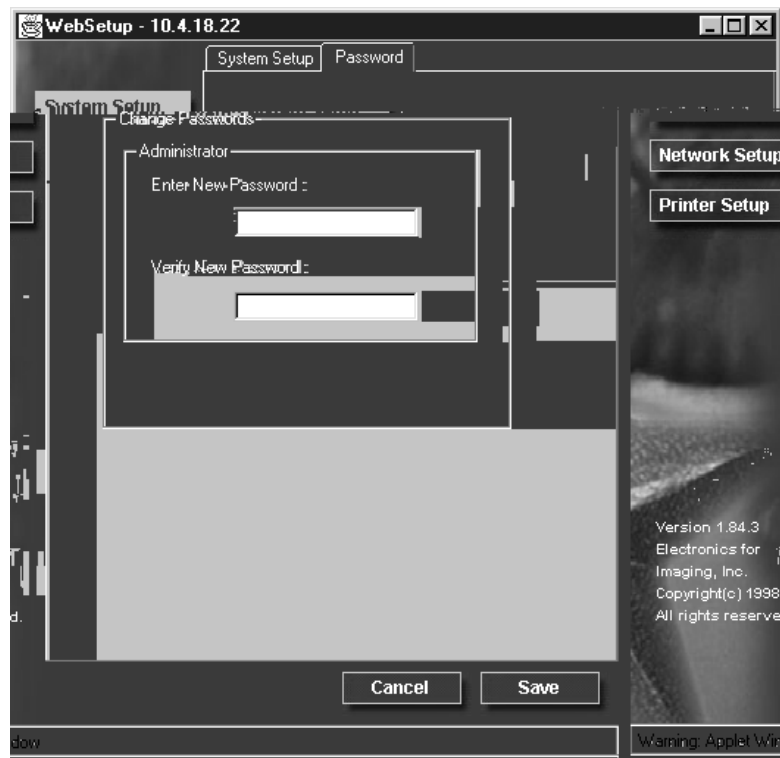 WebSetup - 10.4.18.22
System Setup
Password
System Setup
Change Passwords
Administrator
Enter New Password :
Verify New Password :
Network Setup
Printer Setup
Version 1.84.3
Electronics for
Imaging, Inc.
Copyright(c) 1998
All rights reserve
d.
Cancel
Save
dow
Warning: Applet Win